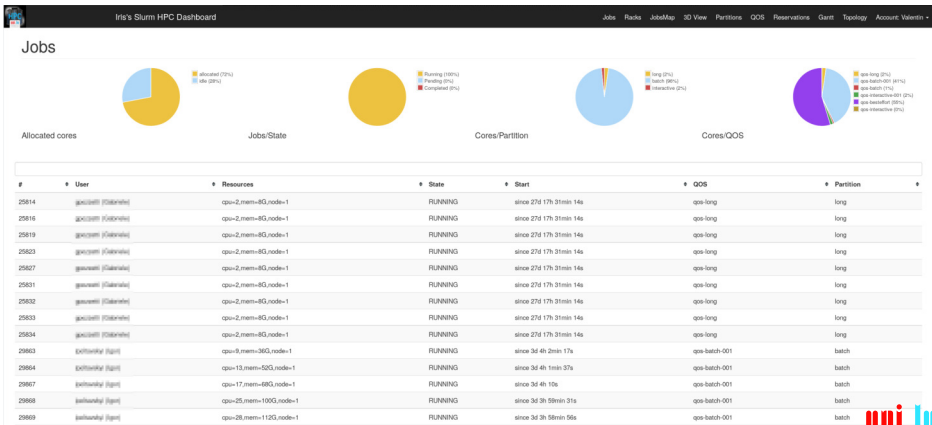 Iris's Slurm HPC Dashboard
Jobs Racks JobsMap 3D View Partitions QOS Reservations Gantt Topology Account: Valentin
Jobs
allocated (72%)
idle (28%)
Running (100%)
Pending (0%)
Completed (0%)
long (2%)
batch (98%)
interactive (2%)
qos-long (2%)
qos-batch-001 (41%)
qos-batch (1%)
qos-interactive-001 (2%)
qos-besteffort (55%)
qos-interactive (0%)
Allocated cores Jobs/State Cores/Partition Cores/QOS
# User Resources State Start QOS Partition
25814 cpu=2,mem=8G,node=1 RUNNING since 27d 17h 31min 14s qos-long long
25816 cpu=2,mem=8G,node=1 RUNNING since 27d 17h 31min 14s qos-long long
25819 cpu=2,mem=8G,node=1 RUNNING since 27d 17h 31min 14s qos-long long
25823 cpu=2,mem=8G,node=1 RUNNING since 27d 17h 31min 14s qos-long long
25827 cpu=2,mem=8G,node=1 RUNNING since 27d 17h 31min 14s qos-long long
25831 cpu=2,mem=8G,node=1 RUNNING since 27d 17h 31min 14s qos-long long
25832 cpu=2,mem=8G,node=1 RUNNING since 27d 17h 31min 14s qos-long long
25833 cpu=2,mem=8G,node=1 RUNNING since 27d 17h 31min 14s qos-long long
25834 cpu=2,mem=8G,node=1 RUNNING since 27d 17h 31min 14s qos-long long
29863 cpu=9,mem=36G,node=1 RUNNING since 3d 4h 2min 17s qos-batch-001 batch
29864 cpu=13,mem=52G,node=1 RUNNING since 3d 4h 1min 37s qos-batch-001 batch
29867 cpu=17,mem=68G,node=1 RUNNING since 3d 4h 10s qos-batch-001 batch
29868 cpu=25,mem=100G,node=1 RUNNING since 3d 3h 59min 31s qos-batch-001 batch
29869 cpu=28,mem=112G,node=1 RUNNING since 3d 3h 58min 56s qos-batch-001 batch